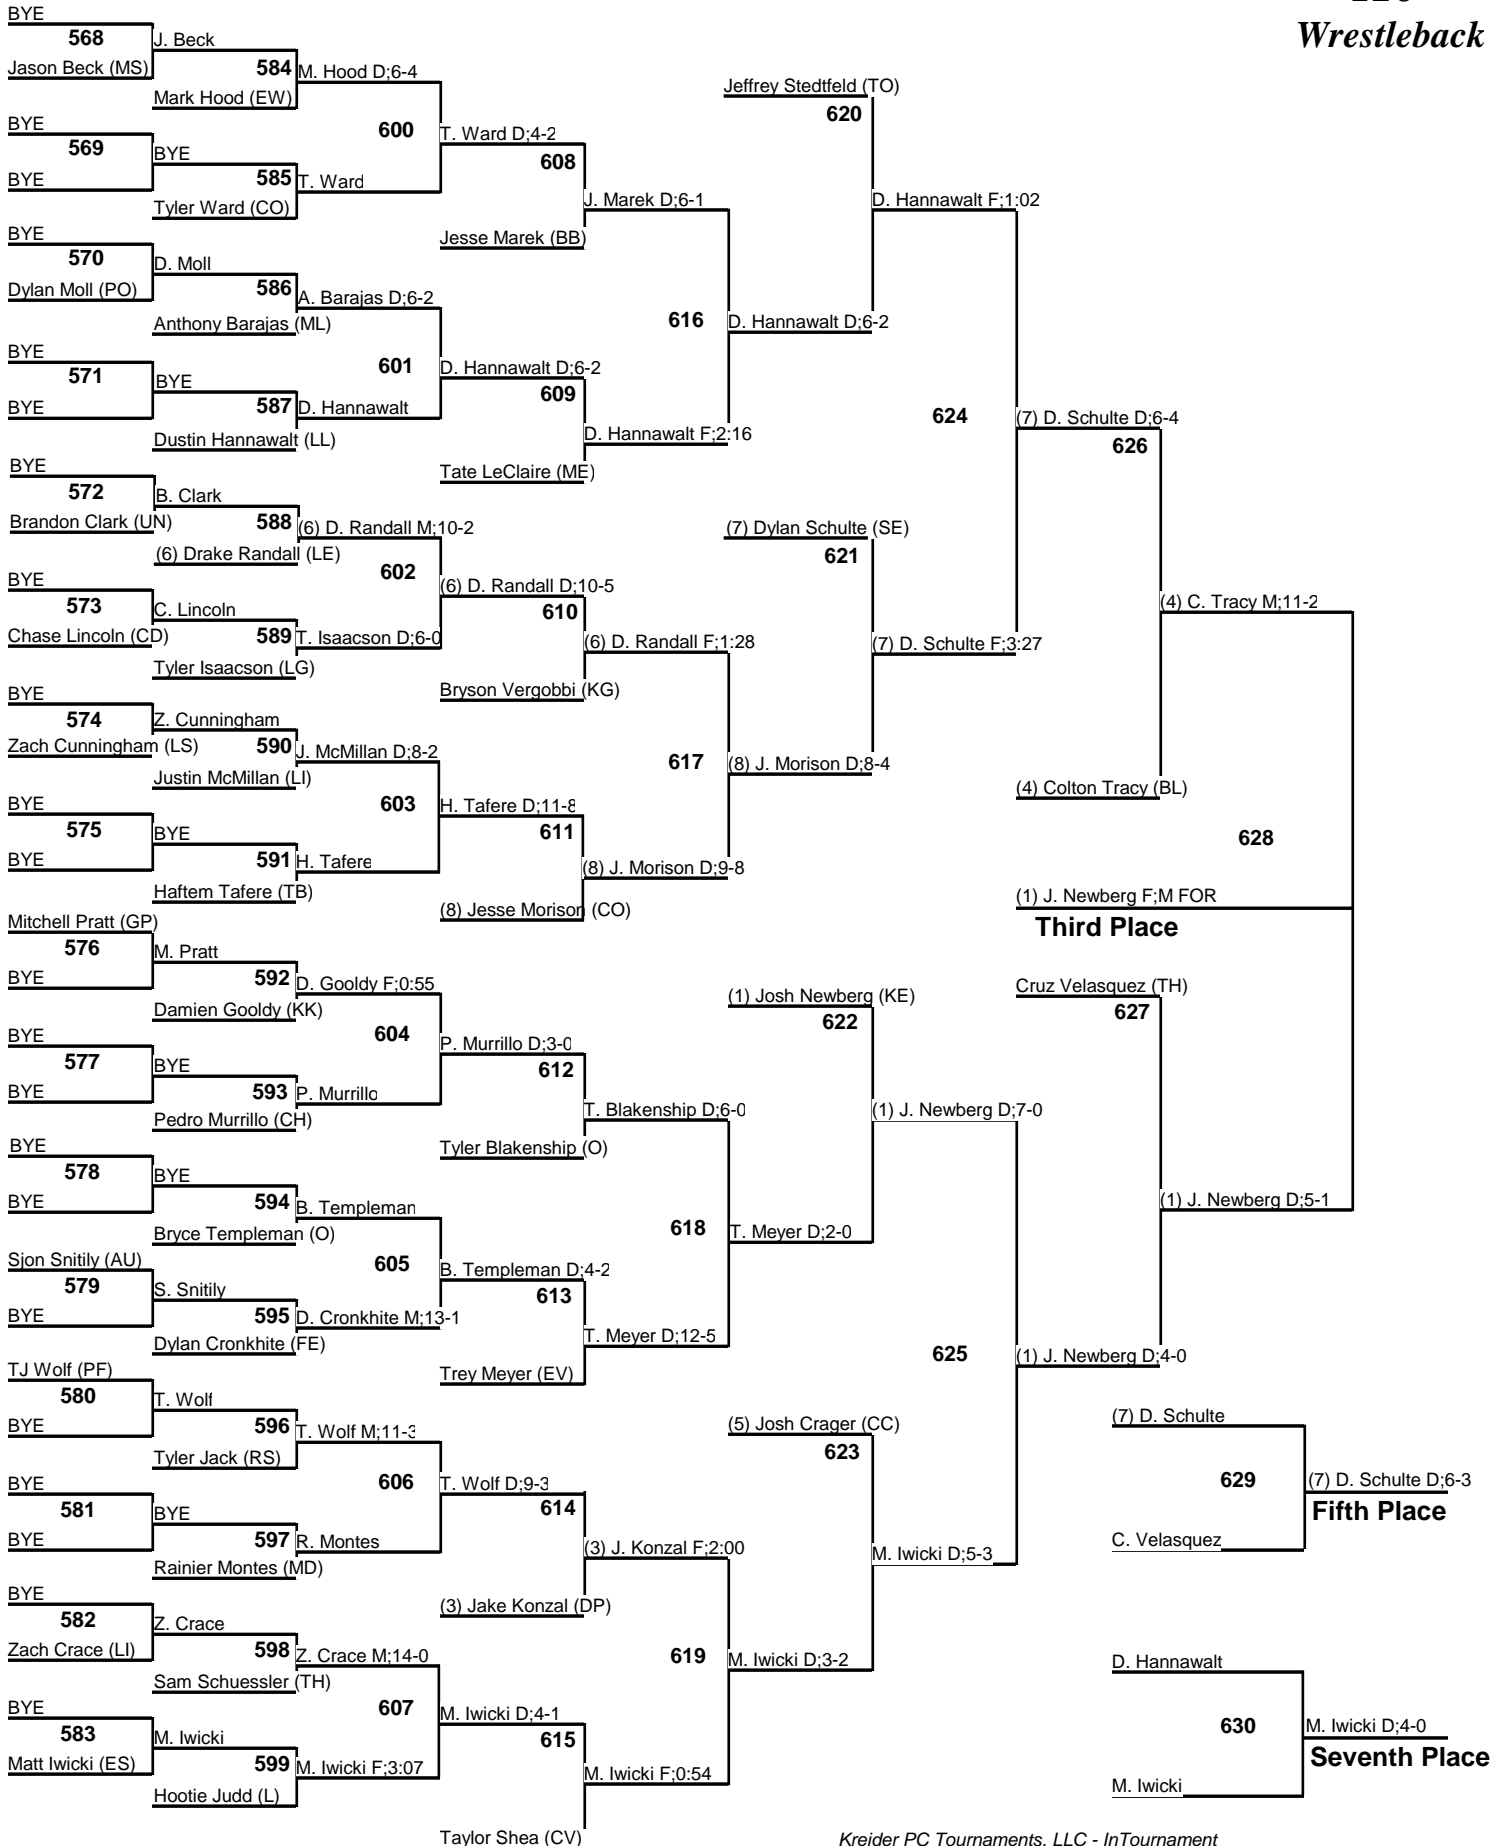 Wrestleback
BYE
568
Jason Beck (MS)
BYE
569
BYE
BYE
570
Dylan Moll (PO)
BYE
571
BYE
BYE
572
Brandon Clark (UN)
BYE
573
Chase Lincoln (CD)
BYE
574
Zach Cunningham (LS)
BYE
575
BYE
Mitchell Pratt (GP)
576
BYE
BYE
577
BYE
BYE
578
BYE
Sjon Snitily (AU)
579
BYE
TJ Wolf (PF)
580
BYE
BYE
581
BYE
BYE
582
Zach Crace (LI)
BYE
583
Matt Iwicki (ES)
J. Beck
584
Mark Hood (EW)
BYE
585
Tyler Ward (CO)
D. Moll
586
Anthony Barajas (ML)
BYE
587
Dustin Hannawalt (LL)
B. Clark
588
(6) Drake Randall (LE)
C. Lincoln
589
Tyler Isaacson (LG)
Z. Cunningham
590
Justin McMillan (LI)
BYE
591
Haftem Tafere (TB)
M. Pratt
592
Damien Gooldy (KK)
BYE
593
Pedro Murrillo (CH)
BYE
594
Bryce Templeman (O)
S. Snitily
595
Dylan Cronkhite (FE)
T. Wolf
596
Tyler Jack (RS)
BYE
597
Rainier Montes (MD)
Z. Crace
598
Sam Schuessler (TH)
M. Iwicki
599
Hootie Judd (L)
M. Hood D;6-4
600
T. Ward
A. Barajas D;6-2
601
D. Hannawalt
(6) D. Randall M;10-2
602
T. Isaacson D;6-0
J. McMillan D;8-2
603
H. Tafere
D. Gooldy F;0:55
604
P. Murrillo
B. Templeman
605
D. Cronkhite M;13-1
T. Wolf M;11-3
606
R. Montes
Z. Crace M;14-0
607
M. Iwicki F;3:07
T. Ward D;4-2
608
Jesse Marek (BB)
D. Hannawalt D;6-2
609
Tate LeClaire (ME)
(6) D. Randall D;10-5
610
Bryson Vergobbi (KG)
H. Tafere D;11-8
611
(8) Jesse Morison (CO)
P. Murrillo D;3-0
612
Tyler Blakenship (O)
B. Templeman D;4-2
613
Trey Meyer (EV)
T. Wolf D;9-3
614
(3) Jake Konzal (DP)
M. Iwicki D;4-1
615
Taylor Shea (CV)
J. Marek D;6-1
616
D. Hannawalt F;2:16
(6) D. Randall F;1:28
617
(8) J. Morison D;9-8
T. Blakenship D;6-0
618
T. Meyer D;12-5
(3) J. Konzal F;2:00
619
M. Iwicki F;0:54
Jeffrey Stedtfeld (TO)
620
D. Hannawalt D;6-2
(7) Dylan Schulte (SE)
621
(8) J. Morison D;8-4
(1) Josh Newberg (KE)
622
T. Meyer D;2-0
(5) Josh Crager (CC)
623
M. Iwicki D;3-2
D. Hannawalt F;1:02
624
(7) D. Schulte F;3:27
(1) J. Newberg D;7-0
625
M. Iwicki D;5-3
(7) D. Schulte D;6-4
626
(4) Colton Tracy (BL)
Cruz Velasquez (TH)
627
(1) J. Newberg D;4-0
(4) C. Tracy M;11-2
628
(1) J. Newberg D;5-1
(1) J. Newberg F;M FOR
Third Place
(7) D. Schulte
629
C. Velasquez
(7) D. Schulte D;6-3
Fifth Place
D. Hannawalt
630
M. Iwicki
M. Iwicki D;4-0
Seventh Place
Kreider PC Tournaments, LLC - InTournament